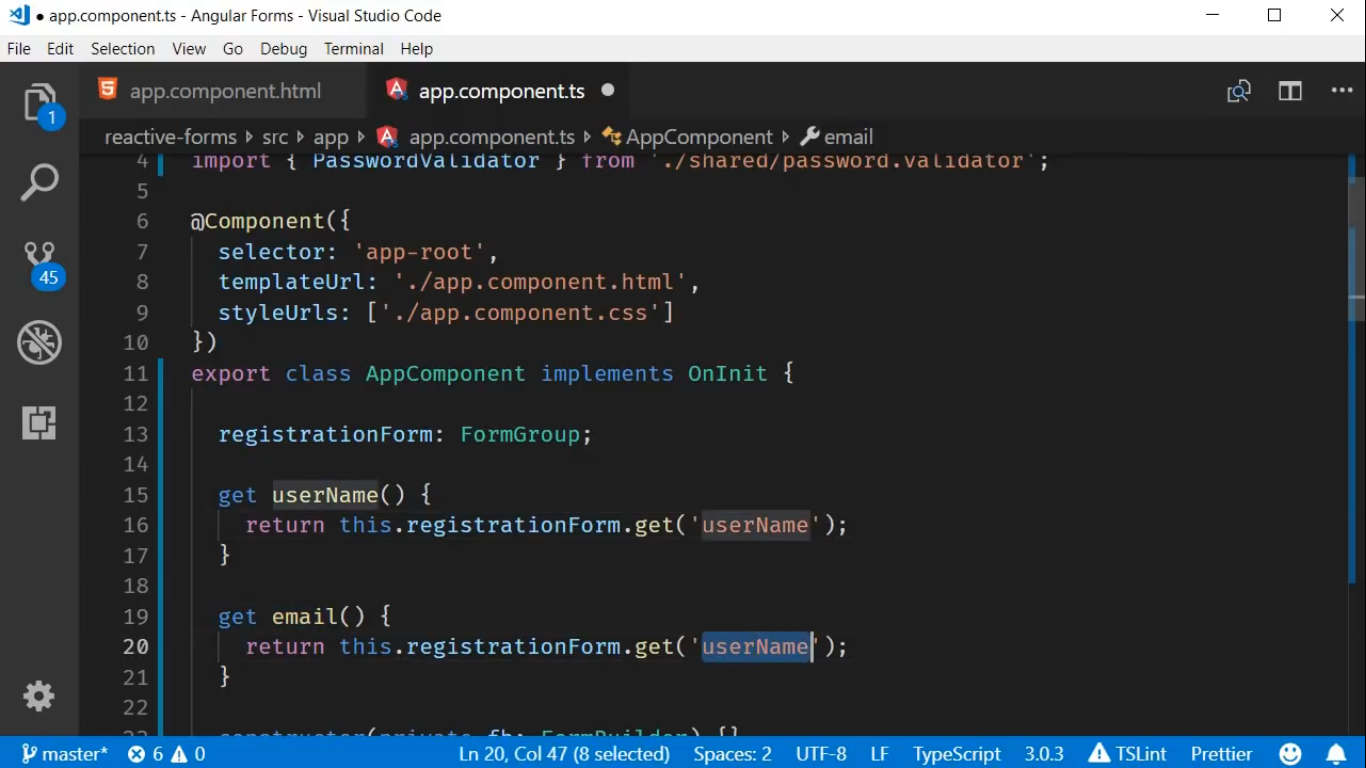 app.component.ts - Angular Forms - Visual Studio Code
File Edit Selection View Go Debug Terminal Help
app.component.html app.component.ts
reactive-forms src app app.component.ts AppComponent email
1
45
4 import { PasswordValidator } from './shared/password.validator';
5
6 @Component({
7 selector: 'app-root',
8 templateUrl: './app.component.html',
9 styleUrls: ['./app.component.css']
10 })
11 export class AppComponent implements OnInit {
12
13 registrationForm: FormGroup;
14
15 get userName() {
16 return this.registrationForm.get('userName');
17 }
18
19 get email() {
20 return this.registrationForm.get('userName');
21 }
22
23 constructor(private fb: FormBuilder) {}
master* 6 0 Ln 20, Col 47 (8 selected) Spaces: 2 UTF-8 LF TypeScript 3.0.3 TSLint Prettier